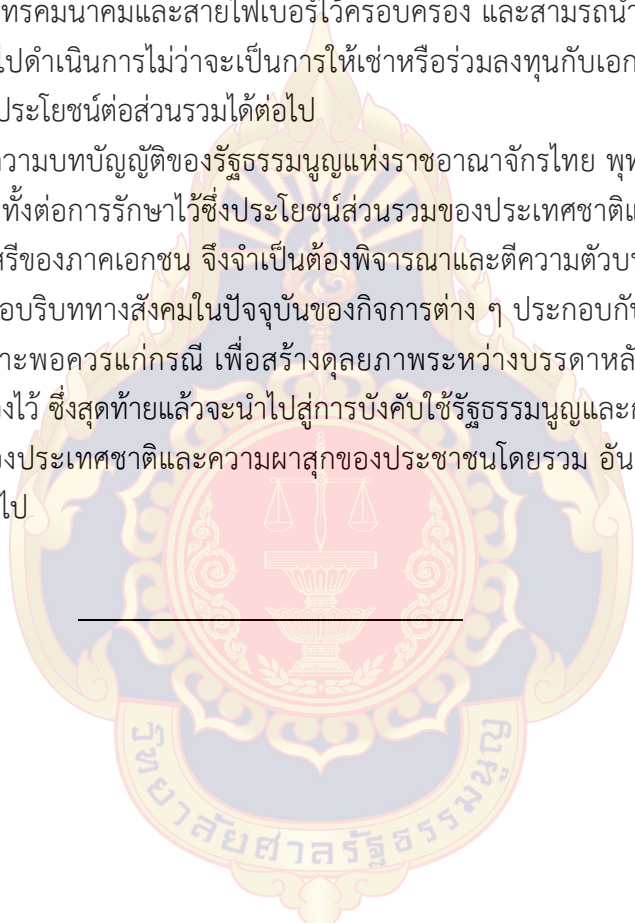 ทรคมนาคมและสายไฟเบอร์ไว้ครอบครอง และสามารถนำ
ไปดำเนินการไม่ว่าจะเป็นการให้เช่าหรือร่วมลงทุนกับเอก
ประโยชน์ต่อส่วนรวมได้ต่อไป
ความบทบัญญัติของรัฐธรรมนูญแห่งราชอาณาจักรไทย พุท
ทั้งต่อการรักษาไว้ซึ่งประโยชน์ส่วนรวมของประเทศชาติแ
สรีของภาคเอกชน จึงจำเป็นต้องพิจารณาและตีความตัวบ
อบริบททางสังคมในปัจจุบันของกิจการต่าง ๆ ประกอบกับ
าะพอควรแก่กรณี เพื่อสร้างดุลยภาพระหว่างบรรดาหลั
งไว้ ซึ่งสุดท้ายแล้วจะนำไปสู่การบังคับใช้รัฐธรรมนูญและก
องประเทศชาติและความผาสุกของประชาชนโดยรวม อัน
ไป
วิทยาลัยศาลรัฐธรรมนูญ